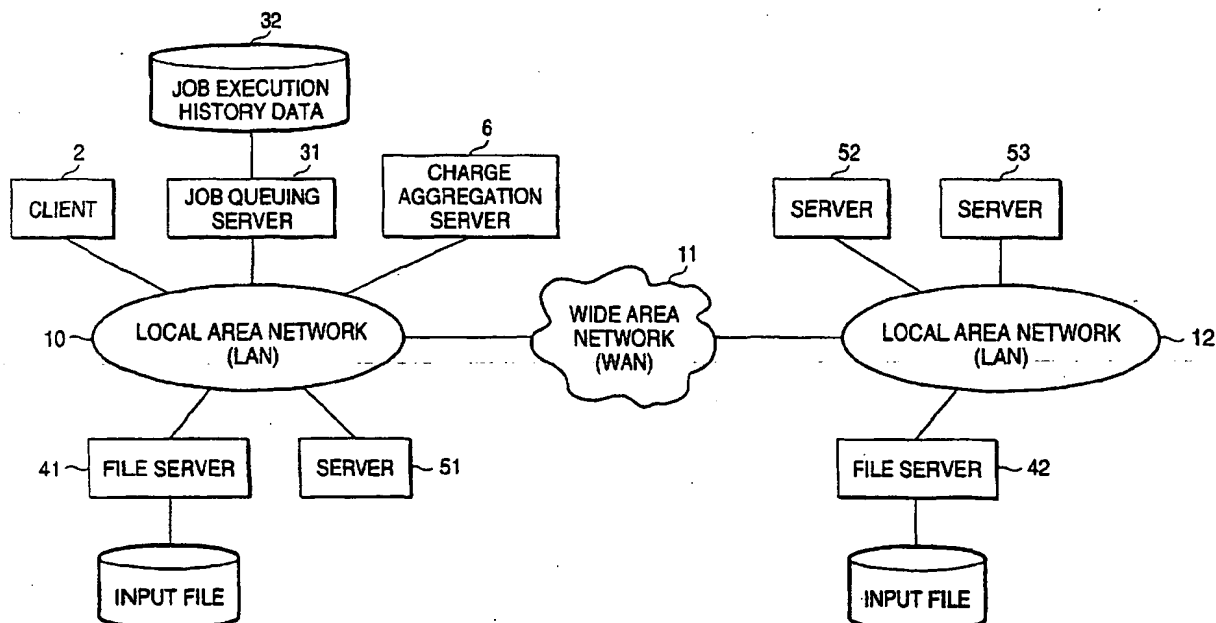 32
JOB EXECUTION
HISTORY DATA
2
CLIENT
31
JOB QUEUING
SERVER
6
CHARGE
AGGREGATION
SERVER
52
SERVER
53
SERVER
10
LOCAL AREA NETWORK
(LAN)
11
WIDE AREA
NETWORK
(WAN)
LOCAL AREA NETWORK
(LAN)
12
41
FILE SERVER
SERVER
51
FILE SERVER
42
INPUT FILE
INPUT FILE